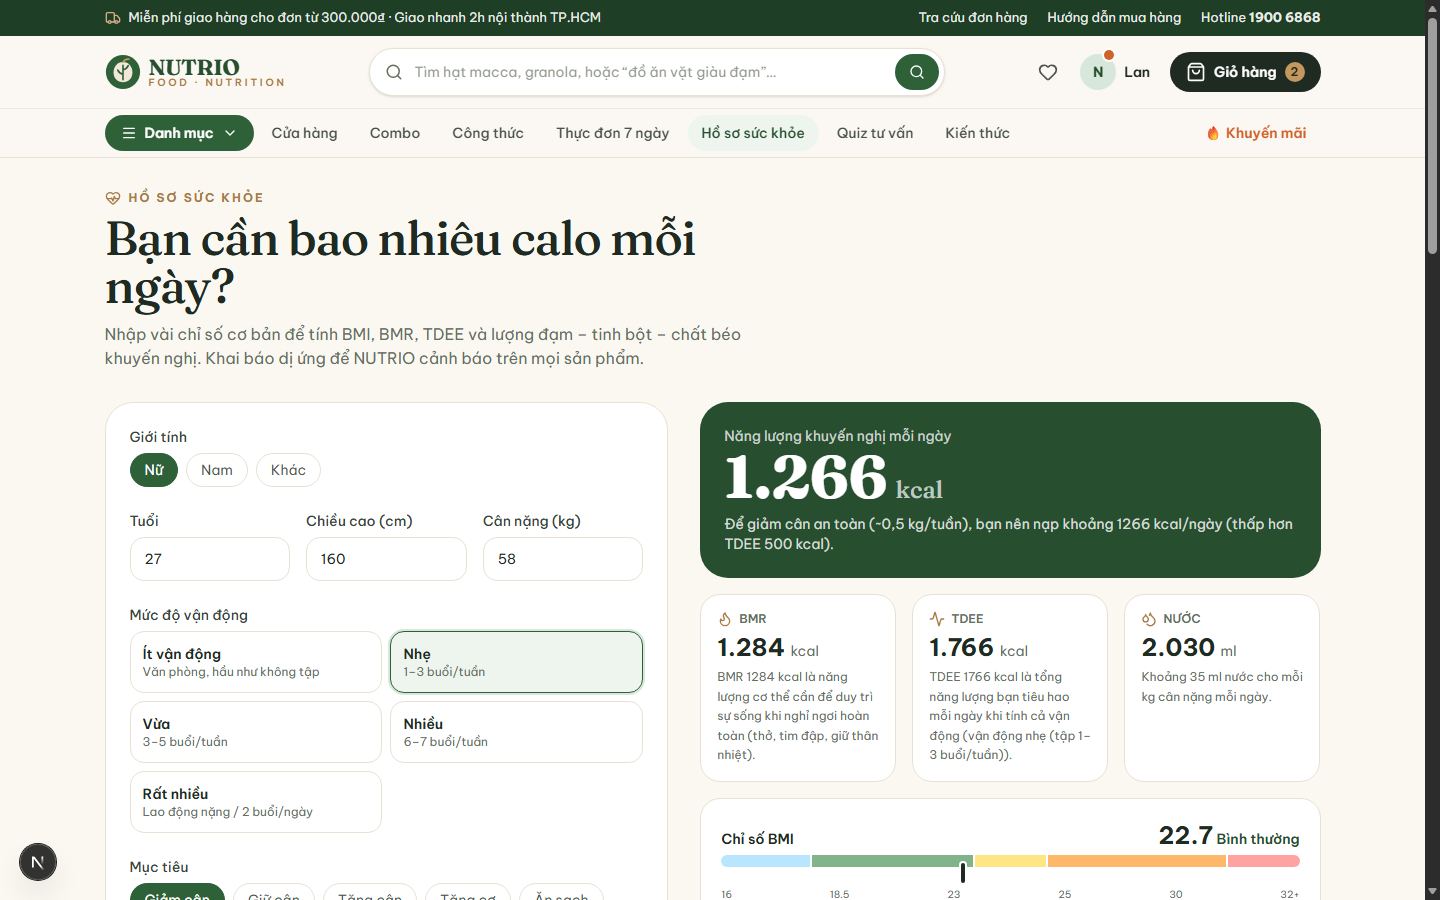 Miễn phí giao hàng cho đơn từ 300.000₫ · Giao nhanh 2h nội thành TP.HCM
Tra cứu đơn hàng
Hướng dẫn mua hàng
Hotline 1900 6868
NUTRIO
FOOD · NUTRITION
Tìm hạt macca, granola, hoặc “đồ ăn vặt giàu đạm”...
N
Lan
Giỏ hàng 2
Danh mục
Cửa hàng
Combo
Công thức
Thực đơn 7 ngày
Hồ sơ sức khỏe
Quiz tư vấn
Kiến thức
Khuyến mãi
HỒ SƠ SỨC KHỎE
Bạn cần bao nhiêu calo mỗi
ngày?
Nhập vài chỉ số cơ bản để tính BMI, BMR, TDEE và lượng đạm – tinh bột – chất béo
khuyến nghị. Khai báo dị ứng để NUTRIO cảnh báo trên mọi sản phẩm.
Giới tính
Nữ
Nam
Khác
Tuổi
Chiều cao (cm)
Cân nặng (kg)
27
160
58
Mức độ vận động
Ít vận động
Văn phòng, hầu như không tập
Nhẹ
1–3 buổi/tuần
Vừa
3–5 buổi/tuần
Nhiều
6–7 buổi/tuần
Rất nhiều
Lao động nặng / 2 buổi/ngày
Mục tiêu
Giảm cân
Giữ cân
Tăng cân
Tăng cơ
Ăn sạch
Năng lượng khuyến nghị mỗi ngày
1.266 kcal
Để giảm cân an toàn (~0,5 kg/tuần), bạn nên nạp khoảng 1266 kcal/ngày (thấp hơn
TDEE 500 kcal).
BMR
1.284 kcal
BMR 1284 kcal là năng
lượng cơ thể cần để duy trì
sự sống khi nghỉ ngơi hoàn
toàn (thở, tim đập, giữ thân
nhiệt).
TDEE
1.766 kcal
TDEE 1766 kcal là tổng
năng lượng bạn tiêu hao
mỗi ngày khi tính cả vận
động (vận động nhẹ (tập 1–
3 buổi/tuần)).
NƯỚC
2.030 ml
Khoảng 35 ml nước cho mỗi
kg cân nặng mỗi ngày.
Chỉ số BMI
22.7 Bình thường
16
18.5
23
25
30
32+
N